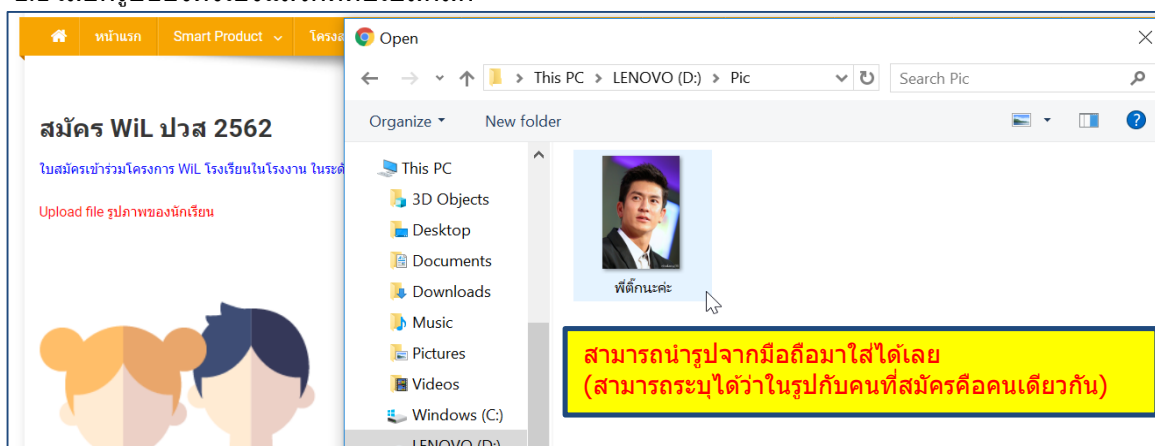 หน้าแรก
Smart Product
Open
This PC > LENOVO (D:) > Pic
Search Pic
Organize
New folder
สมัคร WiL ปวส 2562
ใบสมัครเข้าร่วมโครงการ WiL โรงเรียนในโรงงาน
Upload file รูปภาพของนักเรียน
This PC
3D Objects
Desktop
Documents
Downloads
Music
Pictures
Videos
Windows (C:)
LENOVO (D:)
พี่ติ๊กนะค่ะ
สามารถนำรูปจากมือถือมาใส่ได้เลย
(สามารถระบุได้ว่าในรูปกับคนที่สมัครคือคนเดียวกัน)